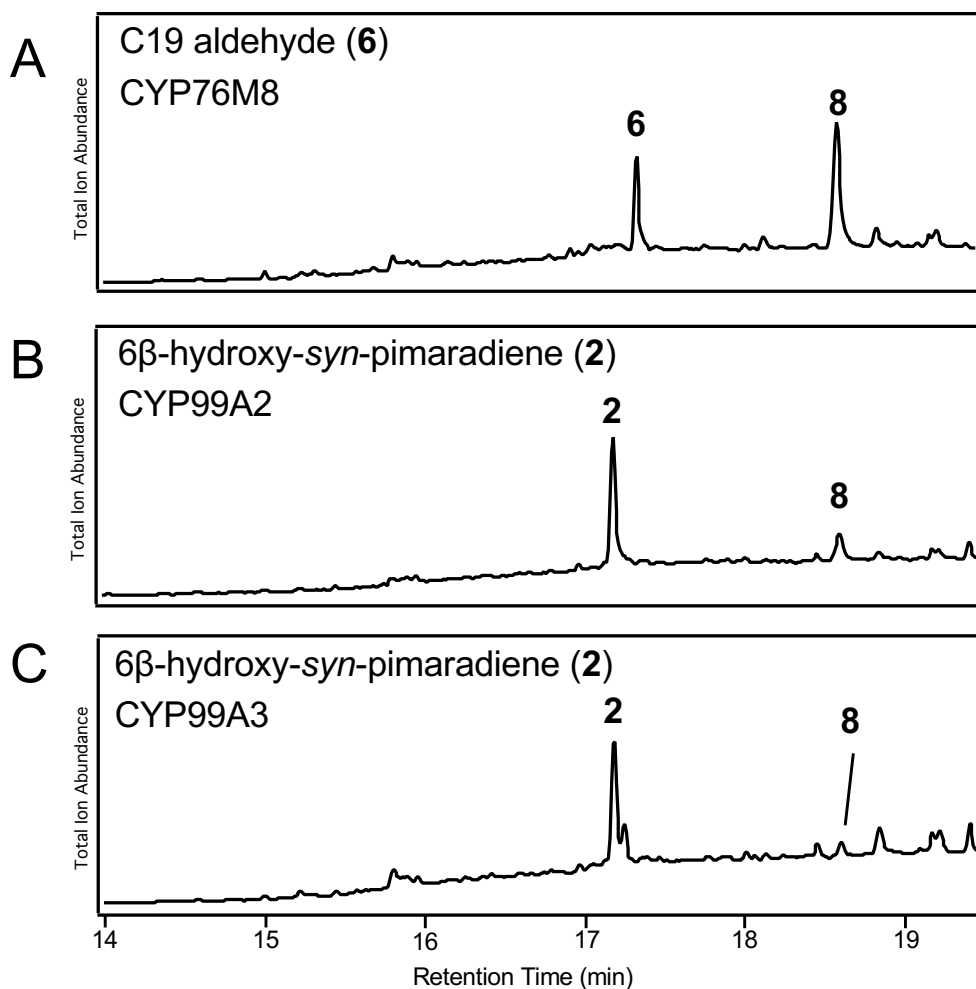 A
C19 aldehyde (6)
CYP76M8
Total Ion Abundance
6
8
B
6β-hydroxy-syn-pimaradiene (2)
CYP99A2
Total Ion Abundance
2
8
C
6β-hydroxy-syn-pimaradiene (2)
CYP99A3
Total Ion Abundance
2
8
14 15 16 17 18 19
Retention Time (min)